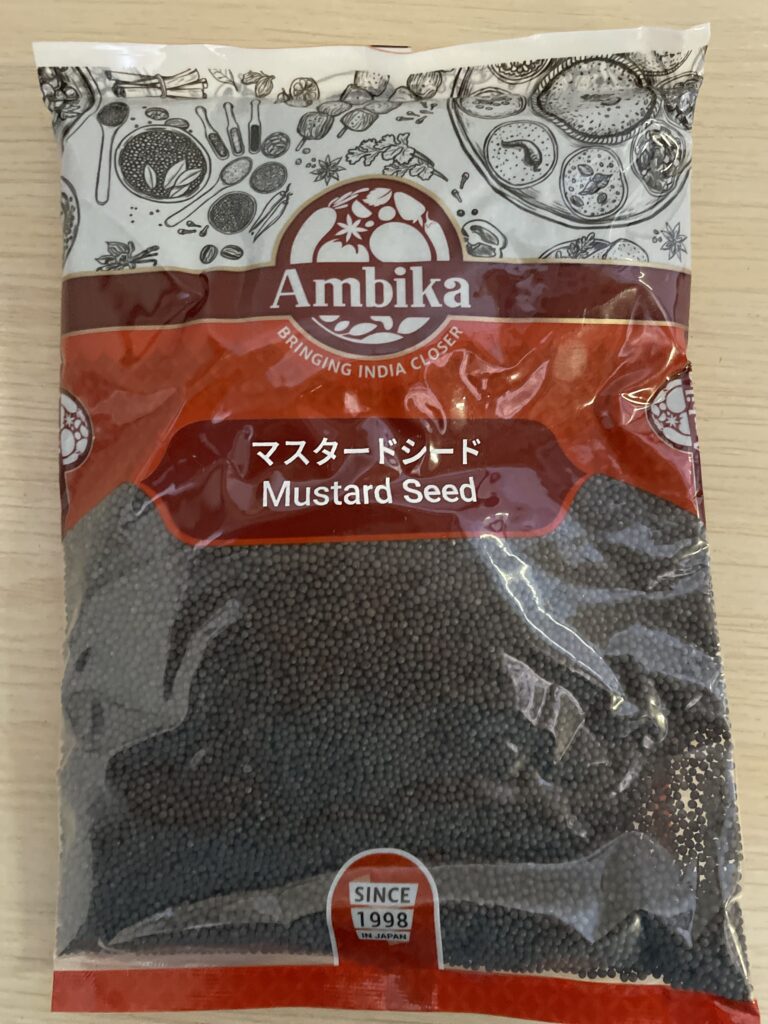 Ambika
BRINGING INDIA CLOSER
マスタードシード
Mustard Seed
SINCE
1998
IN JAPAN